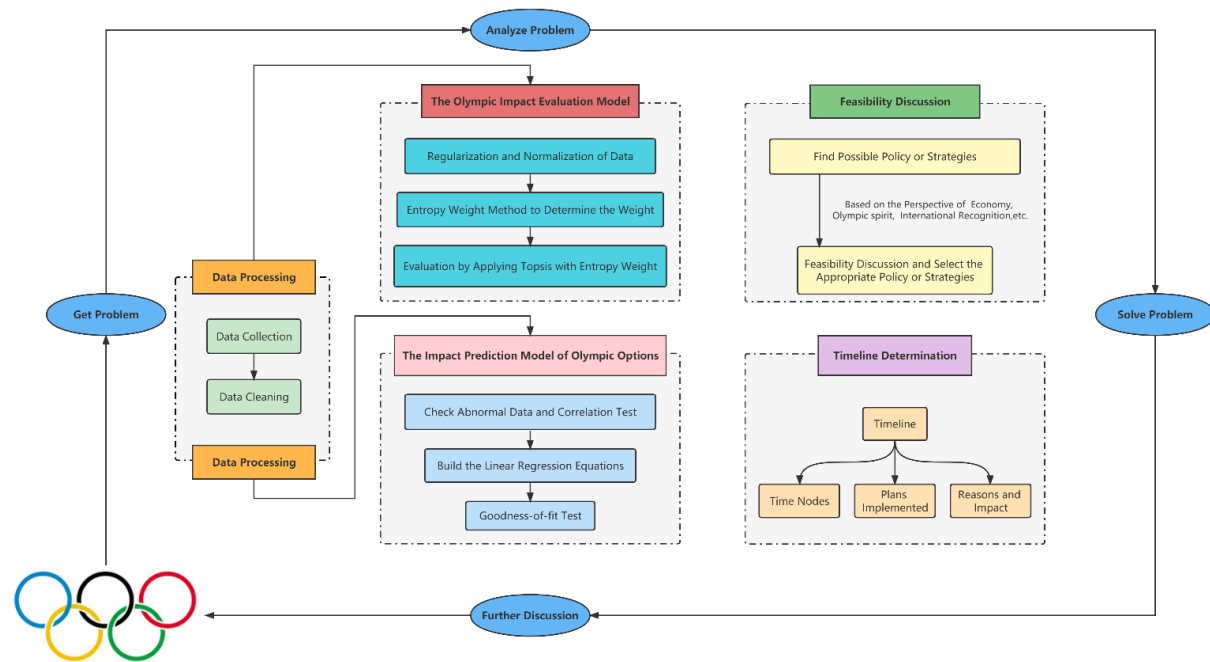 Analyze Problem
The Olympic Impact Evaluation Model
Regularization and Normalization of Data
Entropy Weight Method to Determine the Weight
Evaluation by Applying Topsis with Entropy Weight
Feasibility Discussion
Find Possible Policy or Strategies
Based on the Perspective of Economy,
Olympic spirit, International Recognition,etc.
Feasibility Discussion and Select the
Appropriate Policy or Strategies
Get Problem
Data Processing
Data Collection
Data Cleaning
Data Processing
Solve Problem
The Impact Prediction Model of Olympic Options
Check Abnormal Data and Correlation Test
Build the Linear Regression Equations
Goodness-of-fit Test
Timeline Determination
Timeline
Time Nodes
Plans
Implemented
Reasons and
Impact
Further Discussion